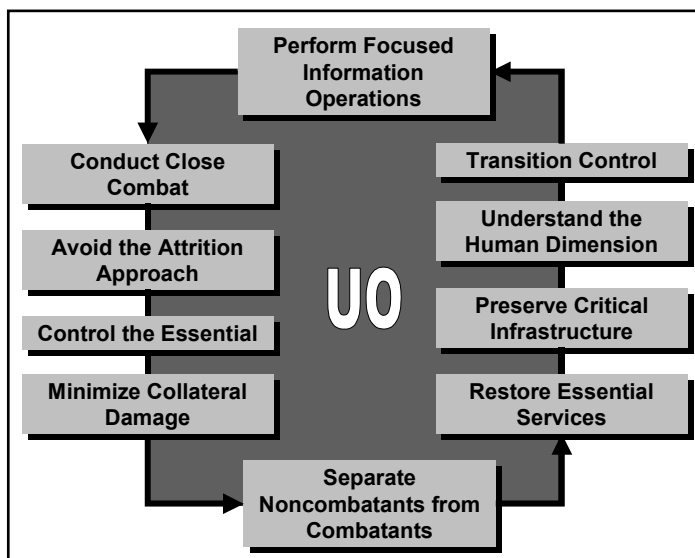 Perform Focused
Information
Operations
Conduct Close
Combat
Avoid the Attrition
Approach
Control the Essential
Minimize Collateral
Damage
Separate
Noncombatants from
Combatants
Restore Essential
Services
Preserve Critical
Infrastructure
Understand the
Human Dimension
Transition Control
UO